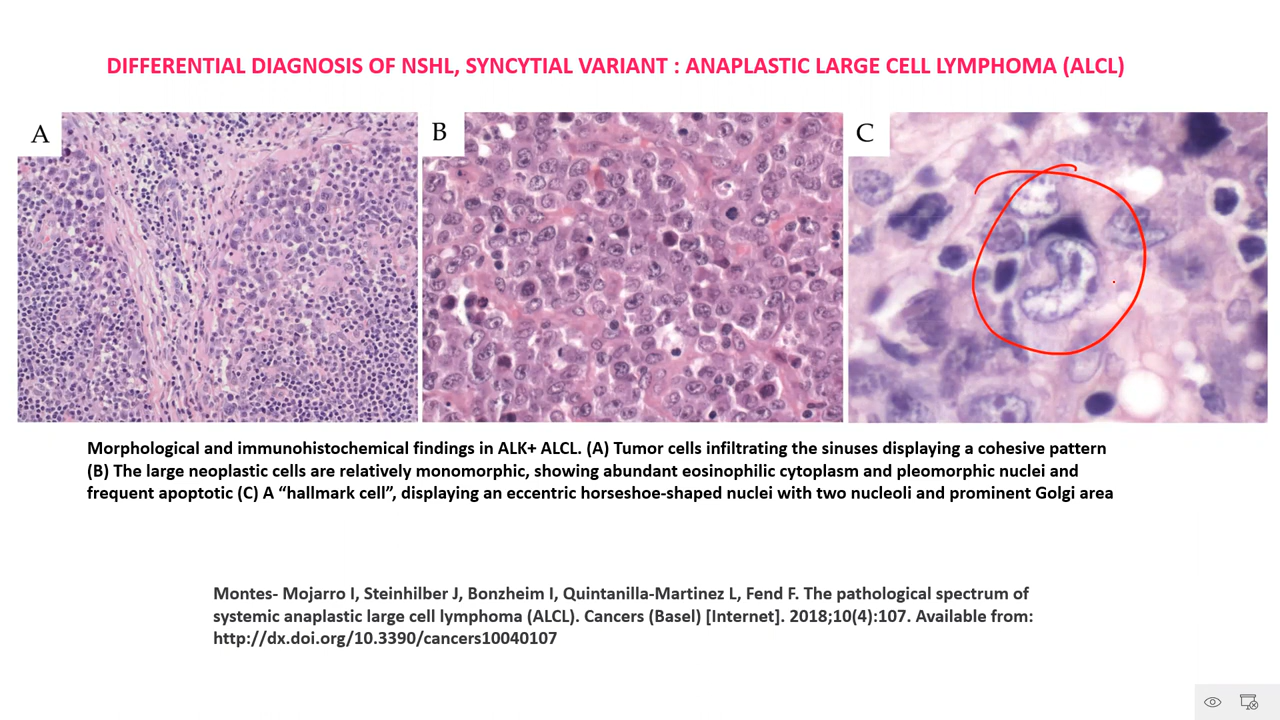 DIFFERENTIAL DIAGNOSIS OF NSHL, SYNCYTIAL VARIANT : ANAPLASTIC LARGE CELL LYMPHOMA (ALCL)
A
B
C
Morphological and immunohistochemical findings in ALK+ ALCL. (A) Tumor cells infiltrating the sinuses displaying a cohesive pattern
(B) The large neoplastic cells are relatively monomorphic, showing abundant eosinophilic cytoplasm and pleomorphic nuclei and
frequent apoptotic (C) A “hallmark cell”, displaying an eccentric horseshoe-shaped nuclei with two nucleoli and prominent Golgi area
Montes- Mojarro I, Steinhilber J, Bonzheim I, Quintanilla-Martinez L, Fend F. The pathological spectrum of
systemic anaplastic large cell lymphoma (ALCL). Cancers (Basel) [Internet]. 2018;10(4):107. Available from:
http://dx.doi.org/10.3390/cancers10040107